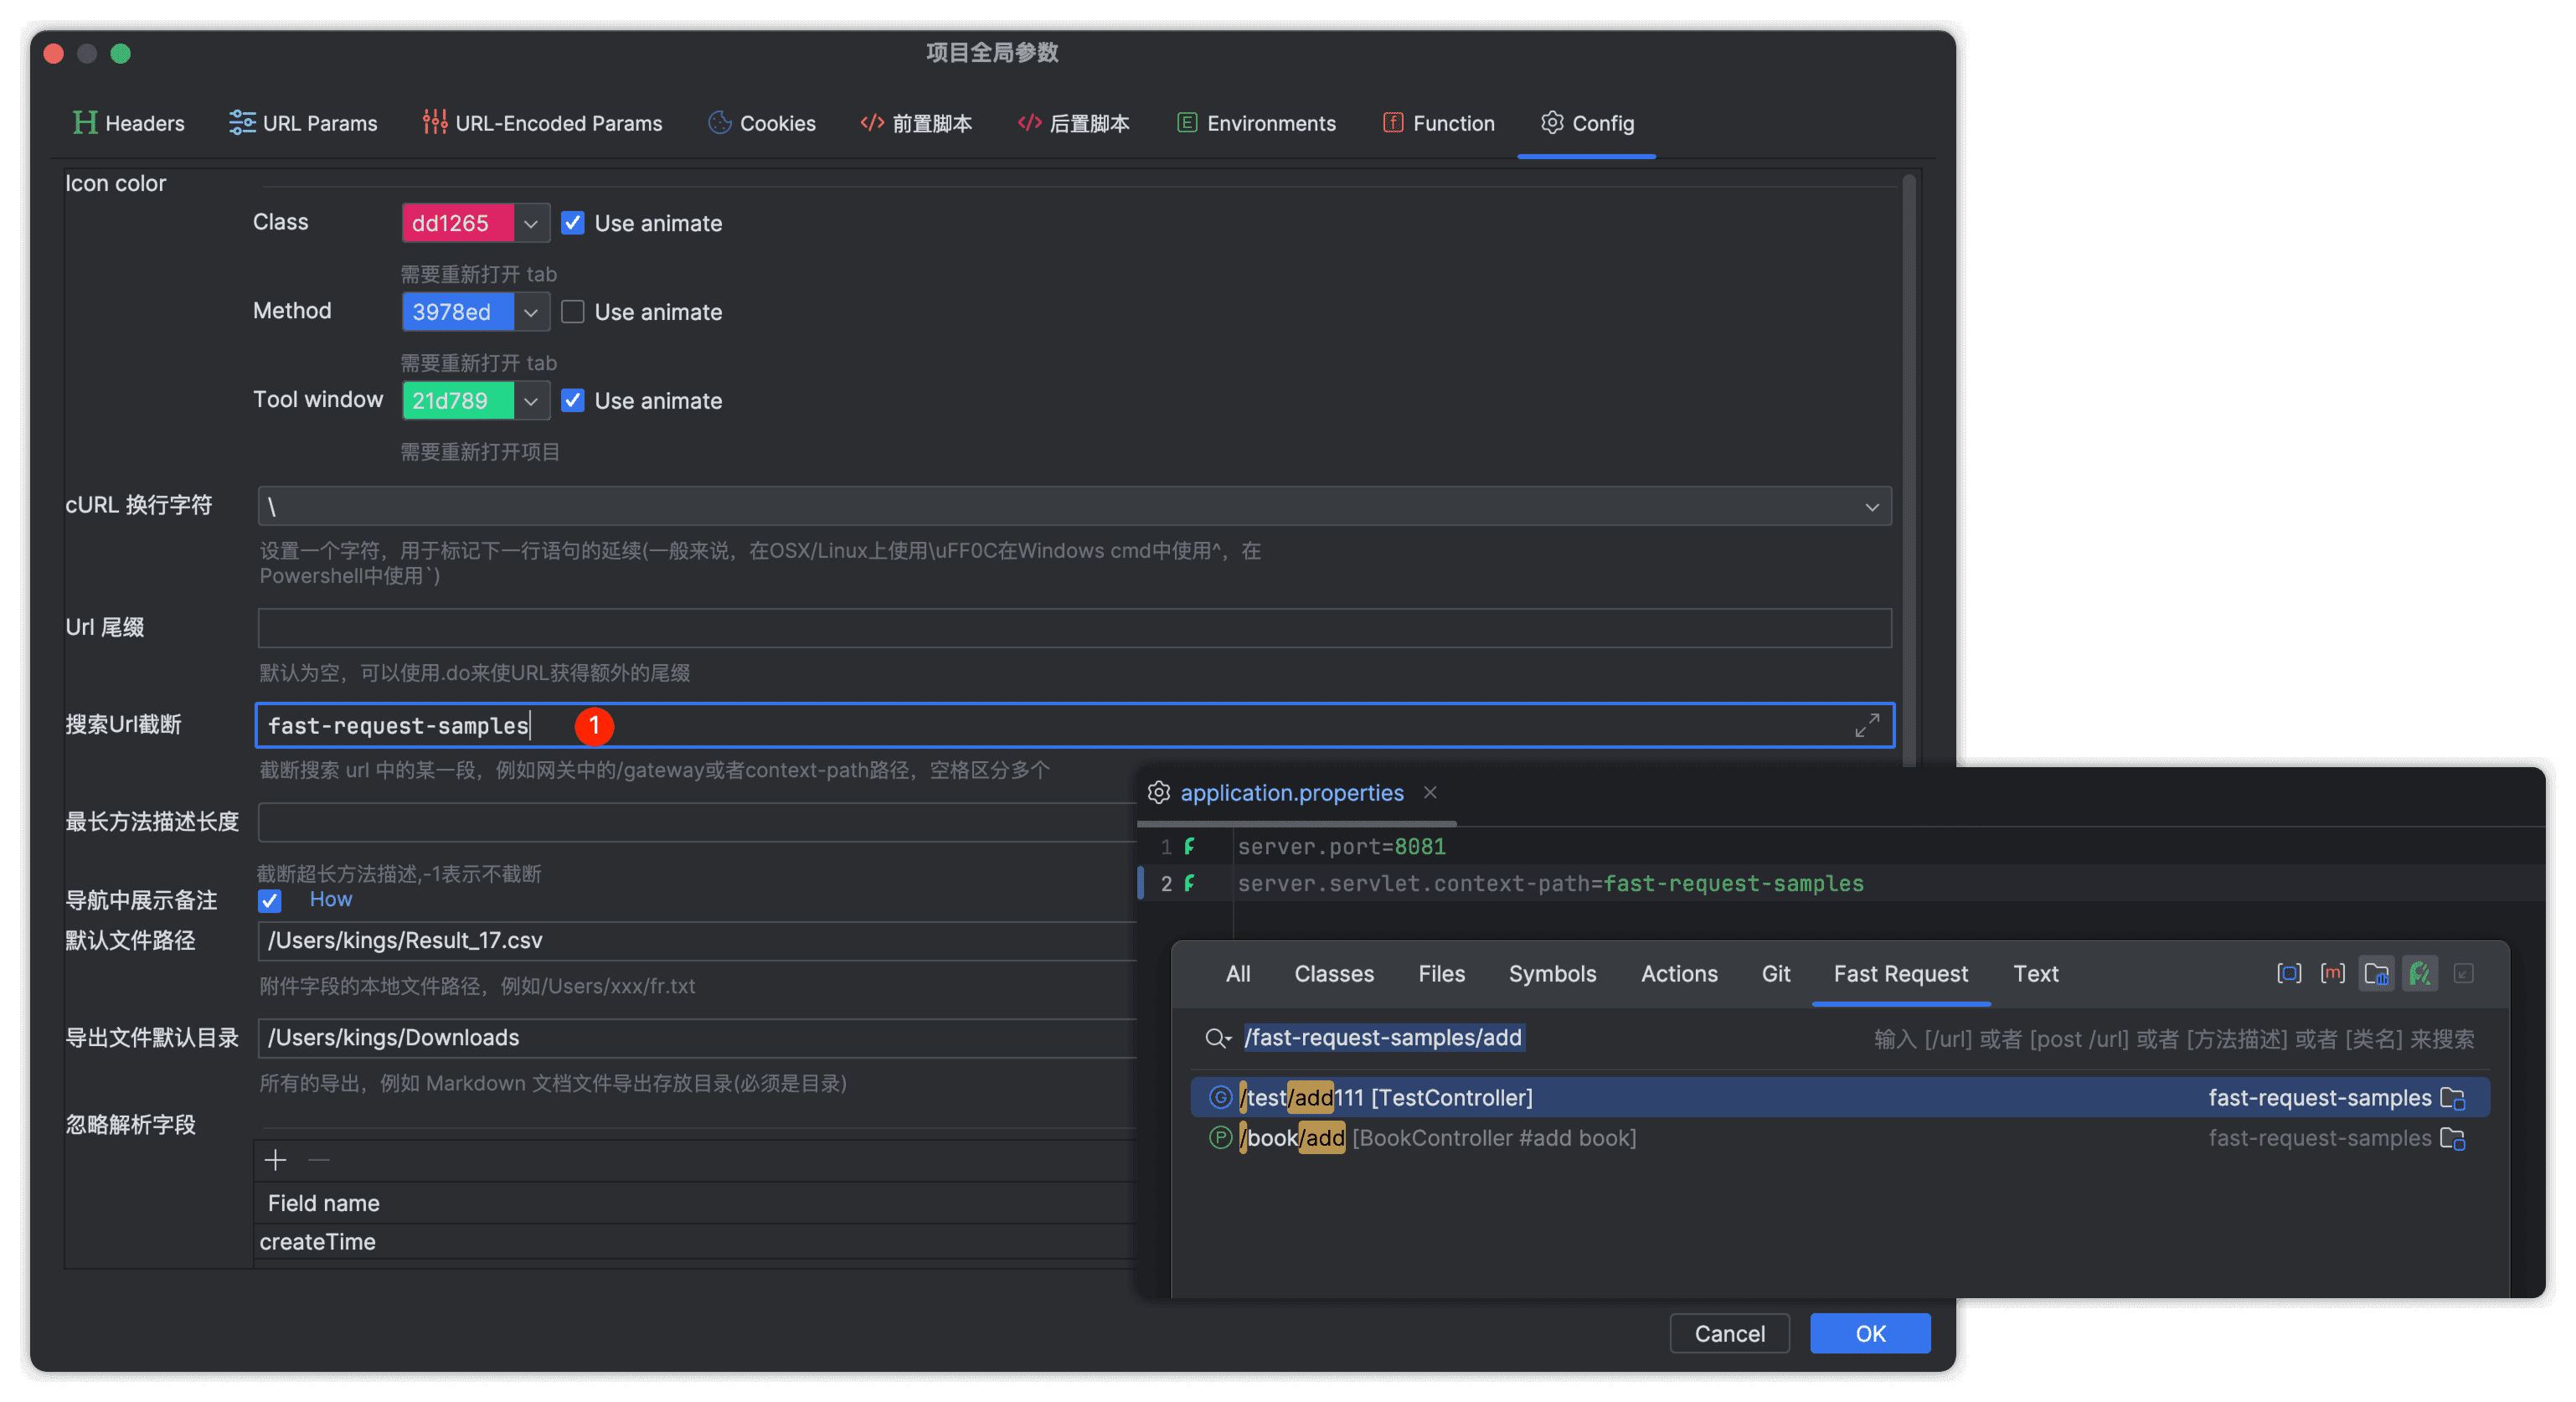 项目全局参数
Headers URL Params URL-Encoded Params Cookies 前置脚本 后置脚本 Environments Function Config
Icon color
Class dd1265 Use animate
需要重新打开 tab
Method 3978ed Use animate
需要重新打开 tab
Tool window 21d789 Use animate
需要重新打开项目
cURL 换行字符 \
设置一个字符，用于标记下一行语句的延续(一般来说，在OSX/Linux上使用\uFF0C在Windows cmd中使用^，在
Powershell中使用`)
Url 尾缀
默认为空，可以使用.do来使URL获得额外的尾缀
搜索Url截断 fast-request-samples 1
截断搜索 url 中的某一段，例如网关中的/gateway或者context-path路径，空格区分多个
最长方法描述长度
截断超长方法描述,-1表示不截断
导航中展示备注 How
默认文件路径 /Users/kings/Result_17.csv
附件字段的本地文件路径，例如/Users/xxx/fr.txt
导出文件默认目录 /Users/kings/Downloads
所有的导出，例如 Markdown 文档文件导出存放目录(必须是目录)
忽略解析字段
Field name
createTime
Cancel OK
application.properties
1 server.port=8081
2 server.servlet.context-path=fast-request-samples
All Classes Files Symbols Actions Git Fast Request Text
/fast-request-samples/add 输入 [/url] 或者 [post /url] 或者 [方法描述] 或者 [类名] 来搜索
G /test/add111 [TestController] fast-request-samples
P /book/add [BookController #add book] fast-request-samples